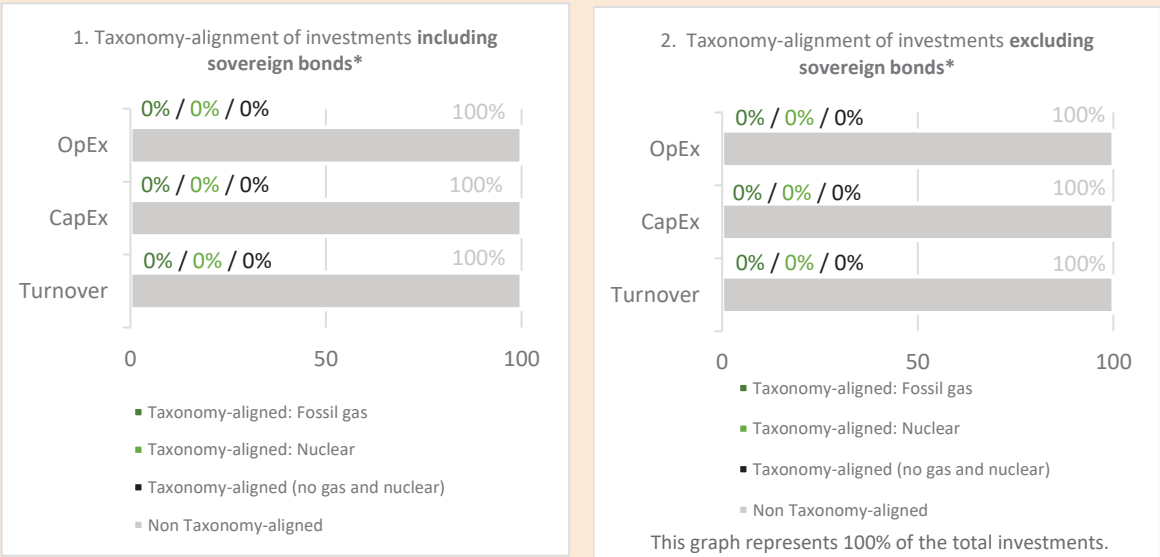 1. Taxonomy-alignment of investments including
sovereign bonds*
0% / 0% / 0% 100%
OpEx
0% / 0% / 0% 100%
CapEx
0% / 0% / 0% 100%
Turnover
0 50 100
Taxonomy-aligned: Fossil gas
Taxonomy-aligned: Nuclear
Taxonomy-aligned (no gas and nuclear)
Non Taxonomy-aligned
2. Taxonomy-alignment of investments excluding
sovereign bonds*
0% / 0% / 0% 100%
OpEx
0% / 0% / 0% 100%
CapEx
0% / 0% / 0% 100%
Turnover
0 50 100
Taxonomy-aligned: Fossil gas
Taxonomy-aligned: Nuclear
Taxonomy-aligned (no gas and nuclear)
Non Taxonomy-aligned
This graph represents 100% of the total investments.